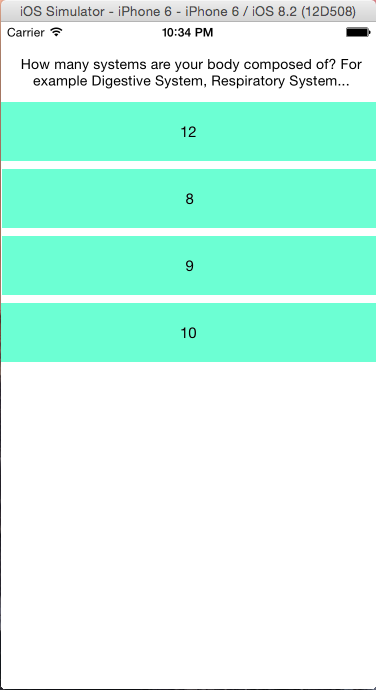 iOS Simulator - iPhone 6 - iPhone 6 / iOS 8.2 (12D508)
Carrier 10:34 PM
How many systems are your body composed of? For
example Digestive System, Respiratory System...
12
8
9
10